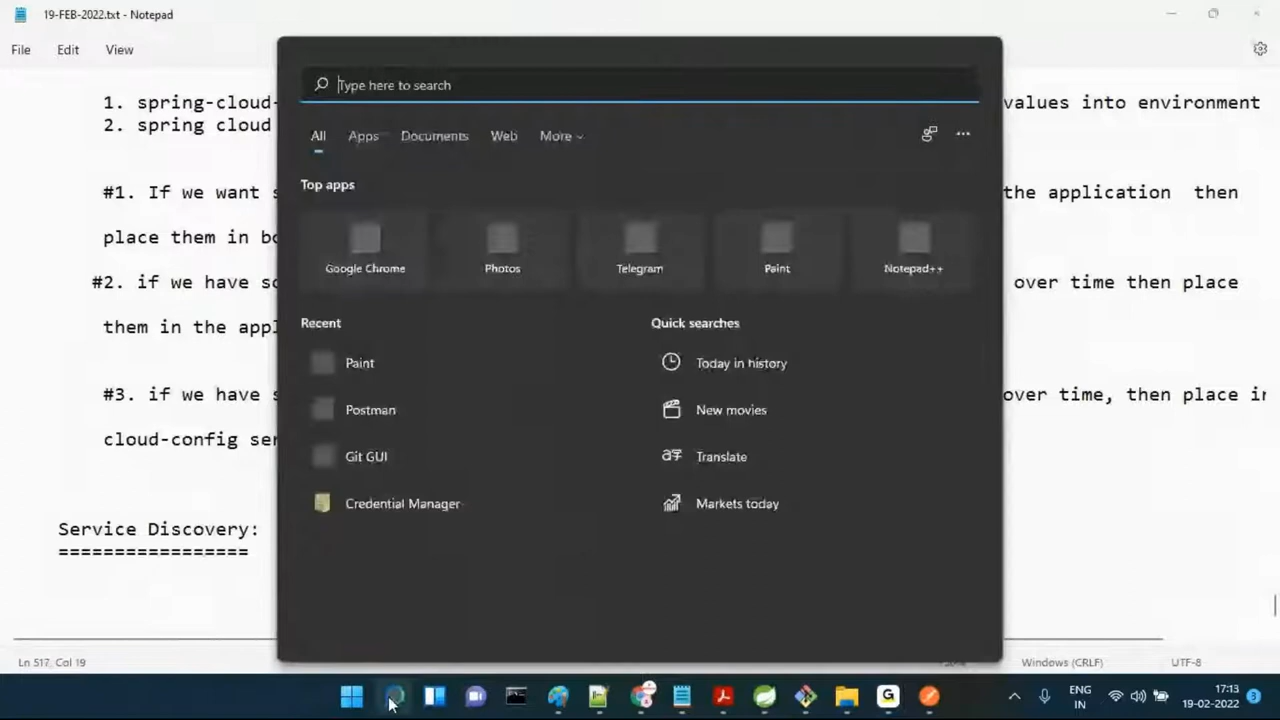 19-FEB-2022.txt - Notepad
File Edit View
1. spring-cloud- values into environment
2. spring cloud
#1. If we want s the application then
place them in bo
#2. if we have so over time then place
them in the appl
#3. if we have s over time, then place in
cloud-config ser
Service Discovery:
=================
Type here to search
All Apps Documents Web More
Top apps
Google Chrome Photos Telegram Paint Notepad++
Recent
Paint
Postman
Git GUI
Credential Manager
Quick searches
Today in history
New movies
Translate
Markets today
Ln 517, Col 19 Windows (CRLF) UTF-8
ENG
IN
17:13
19-02-2022
3